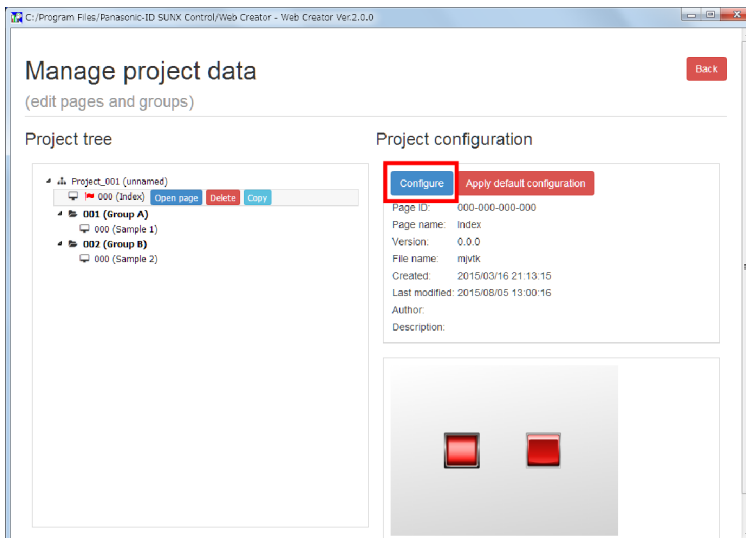 C:/Program Files/Panasonic-ID SUNX Control/Web Creator - Web Creator Ver.2.0.0
Manage project data
Back
(edit pages and groups)
Project tree
Project_001 (unnamed)
000 (Index) Open page Delete Copy
001 (Group A)
000 (Sample 1)
002 (Group B)
000 (Sample 2)
Project configuration
Configure Apply default configuration
Page ID: 000-000-000-000
Page name: Index
Version: 0.0.0
File name: mjvtk
Created: 2015/03/16 21:13:15
Last modified: 2015/08/05 13:00:16
Author:
Description: